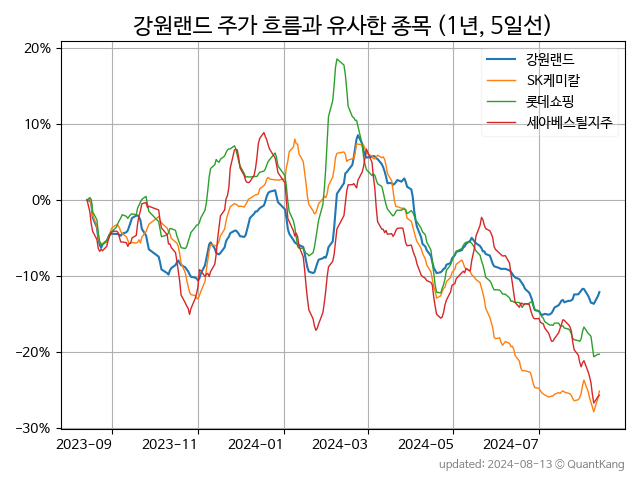 강원랜드 주가 흐름과 유사한 종목 (1년, 5일선)
20%
10%
0%
−10%
−20%
−30%
강원랜드
SK케미칼
롯데쇼핑
세아베스틸지주
2023-09 2023-11 2024-01 2024-03 2024-05 2024-07
updated: 2024-08-13 © QuantKang